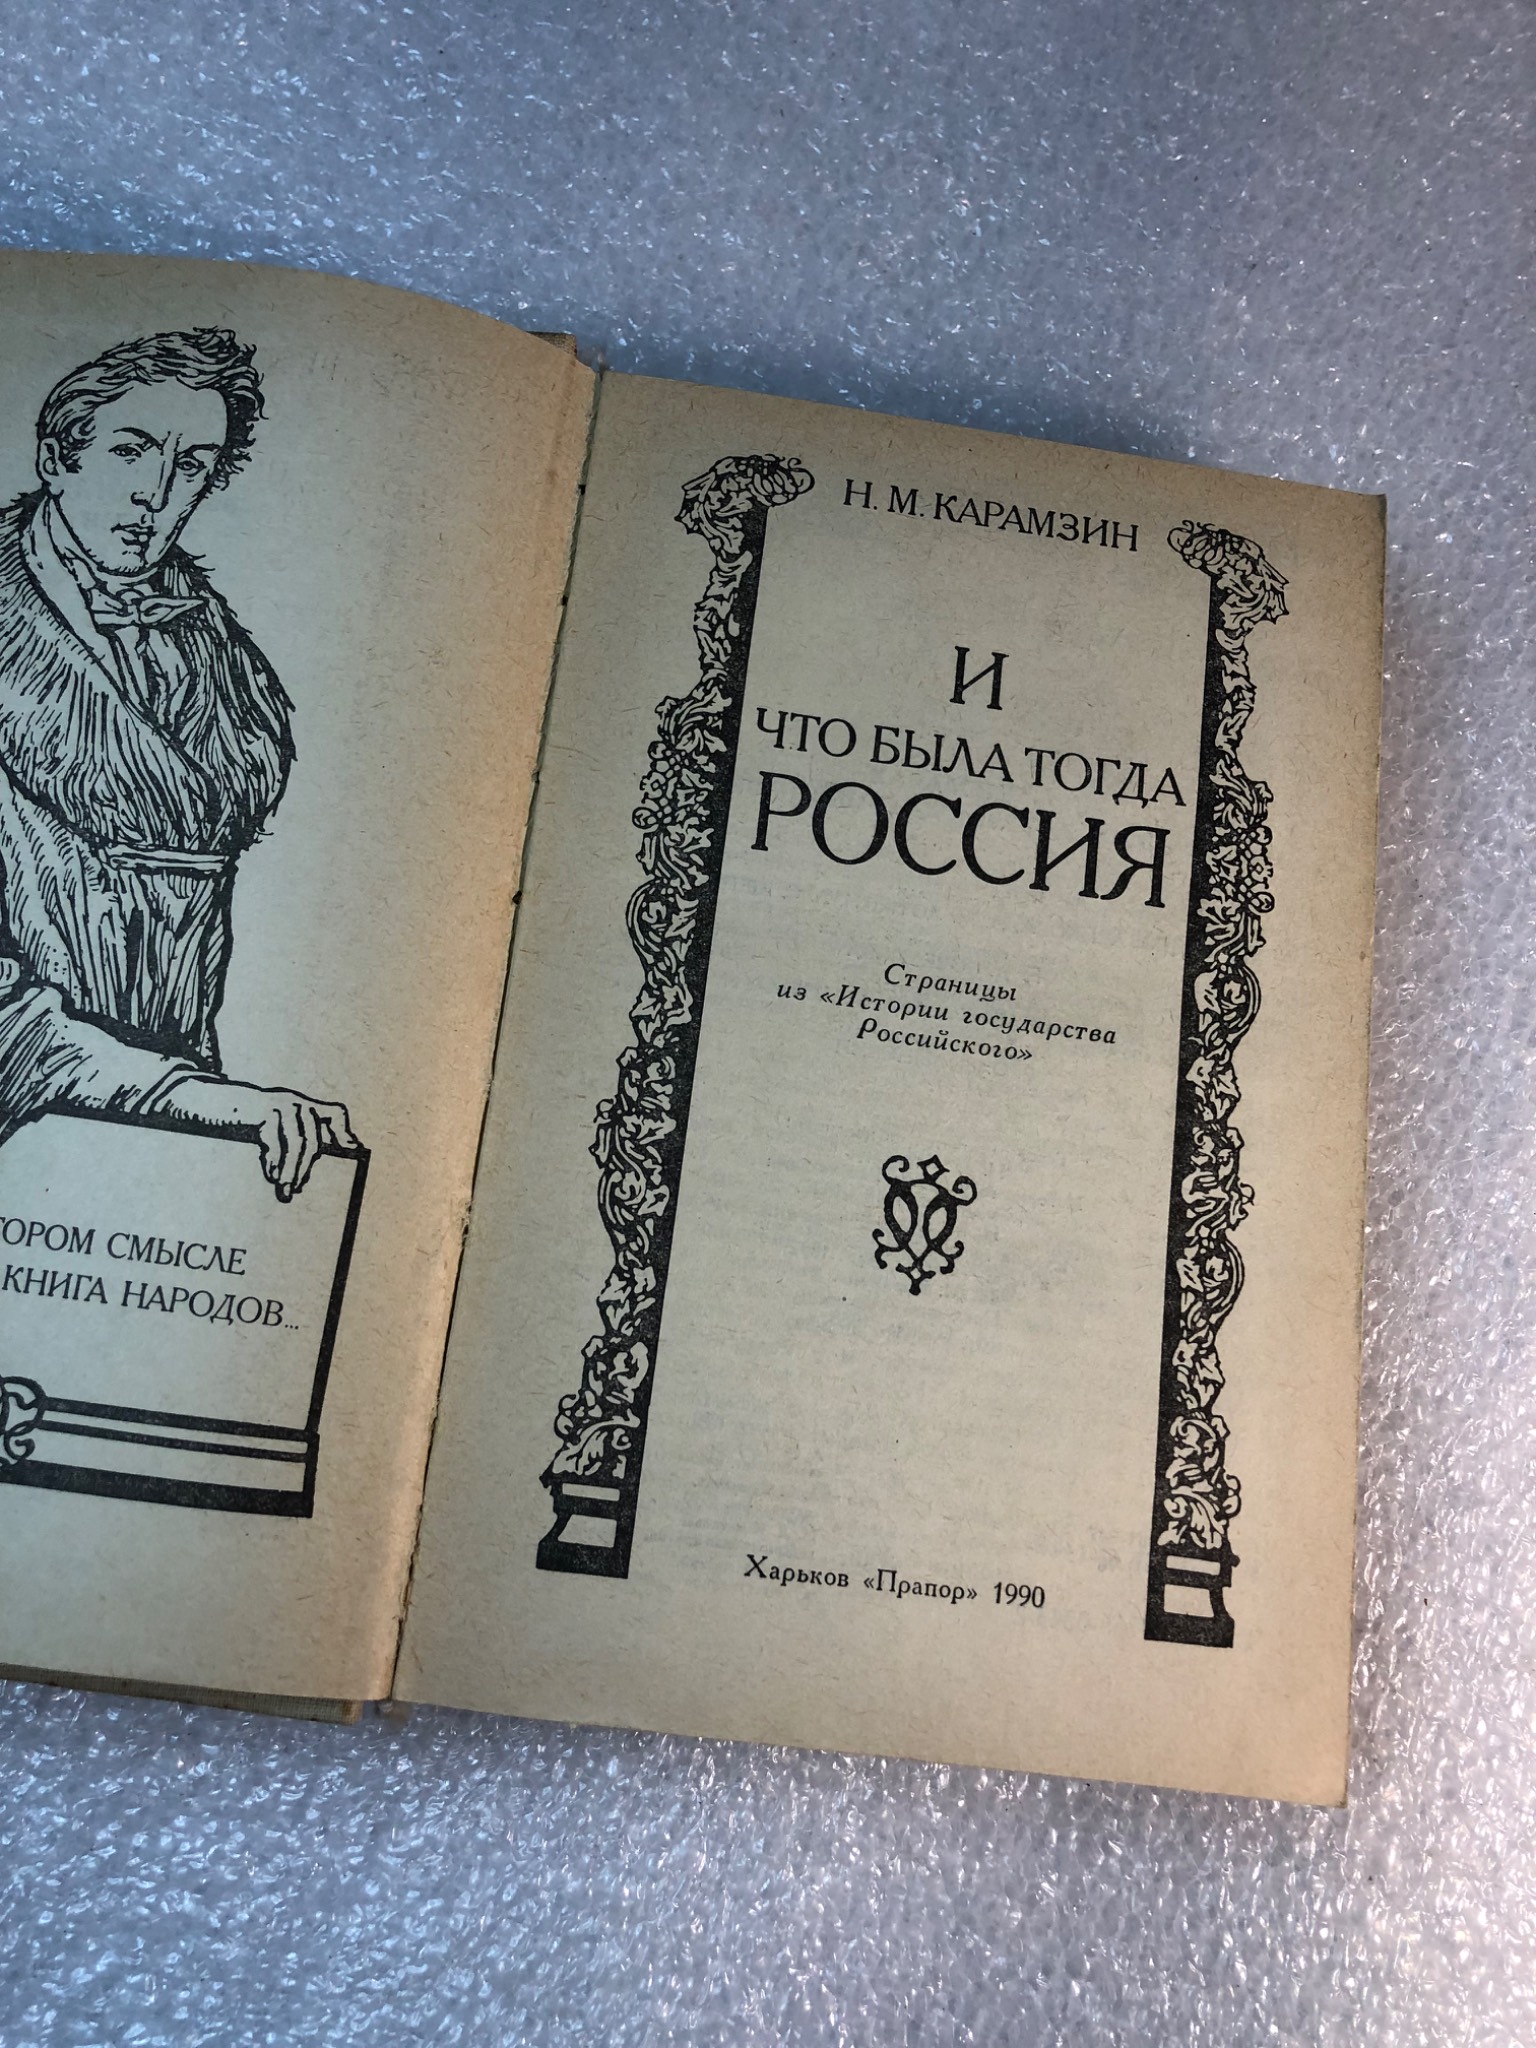 ТОРОМ СМЫСЛЕ
КНИГА НАРОДОВ...
Н. М. КАРАМЗИН
И
ЧТО БЫЛА ТОГДА
РОССИЯ
Страницы
из «Истории государства
Российского»
Харьков «Прапор» 1990